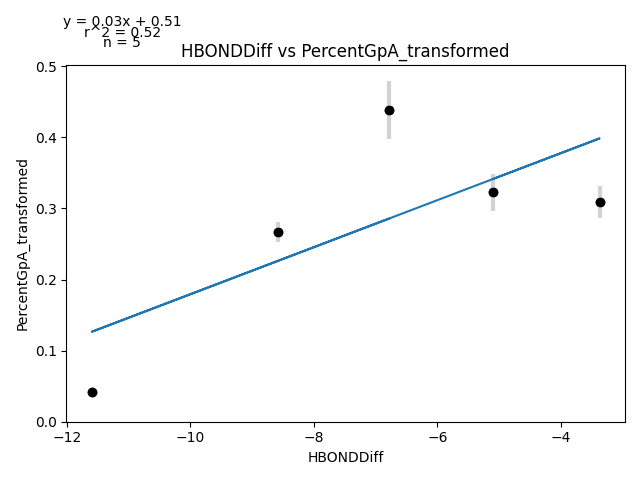 y = 0.03x + 0.51
r^2 = 0.52
n = 5
HBONDDiff vs PercentGpA_transformed
PercentGpA_transformed
0.5
0.4
0.3
0.2
0.1
0.0
−12
−10
−8
−6
−4
HBONDDiff